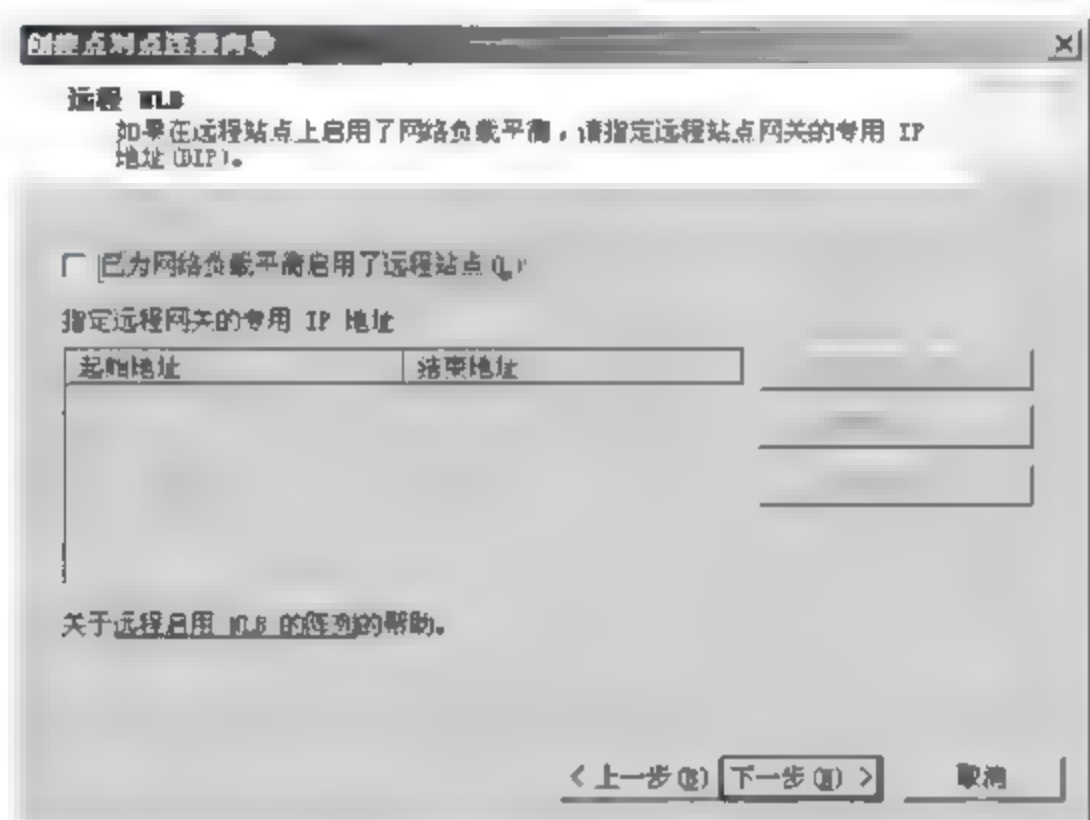 创建点对点连接向导
远程 NLB
如果在远程站点上启用了网络负载平衡，请指定远程站点网关的专用 IP
地址(DIP)。
已为网络负载平衡启用了远程站点(L)
指定远程网关的专用 IP 地址
起始地址 结束地址
关于远程启用 NLB 的阵列的帮助。
< 上一步(B) 下一步(N) > 取消